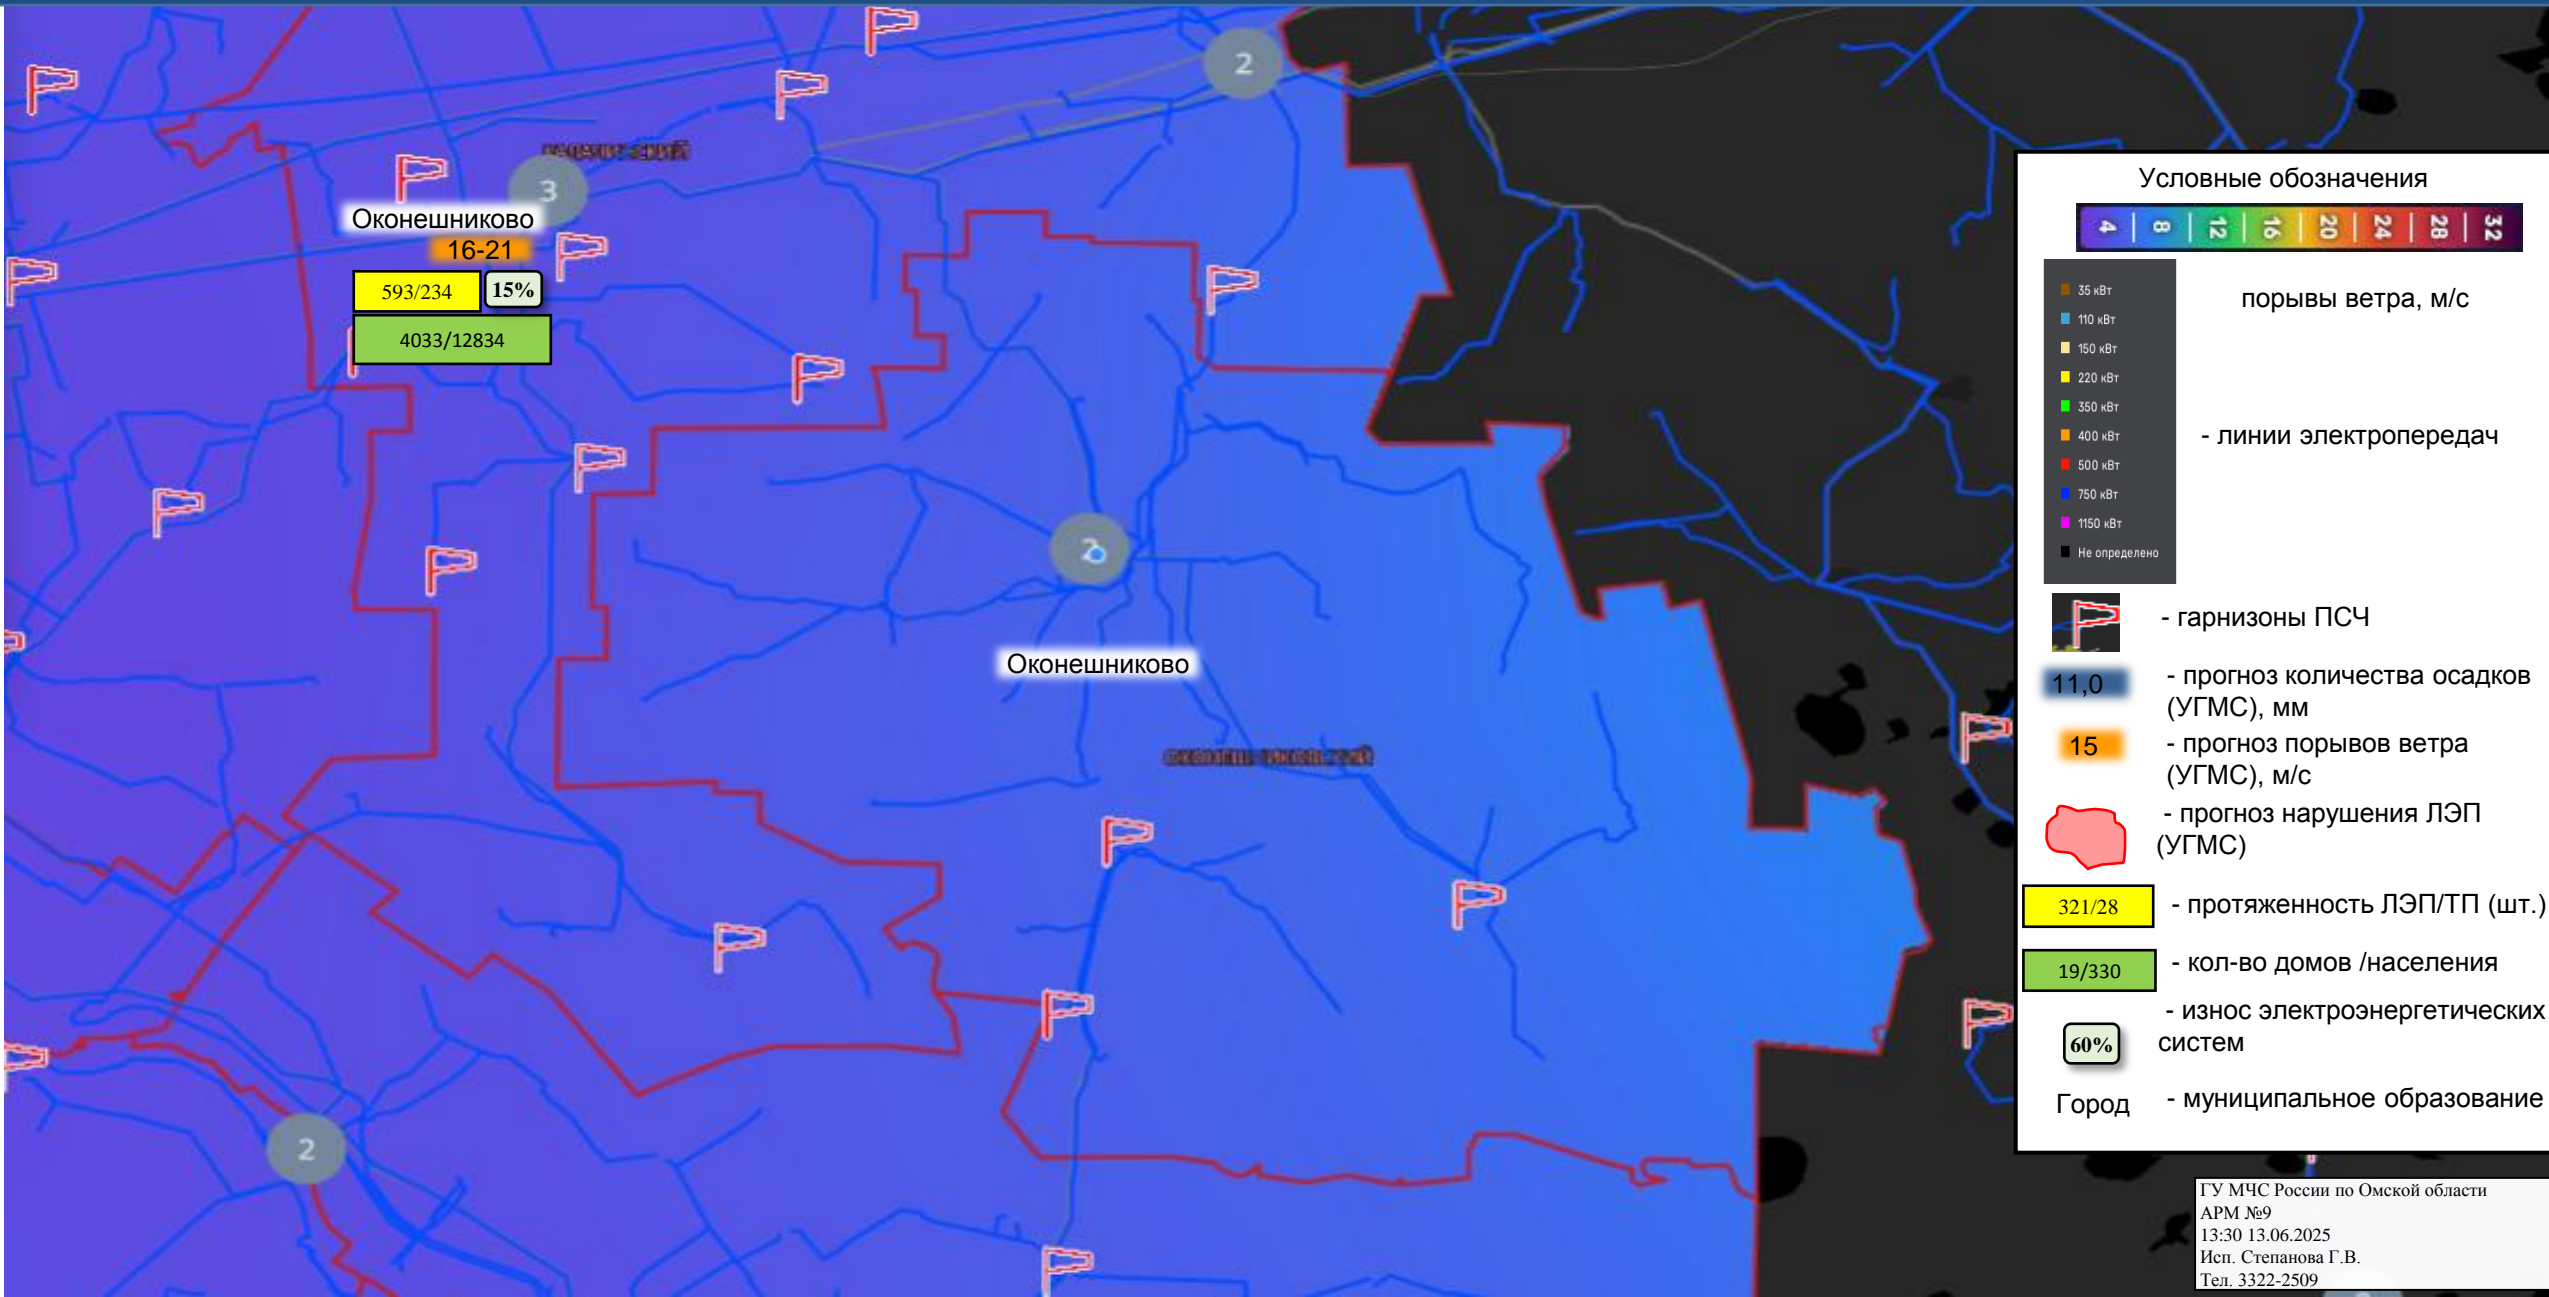 2
3
Оконешниково
16-21
593/234
15%
4033/12834
2
Оконешниково
2
Условные обозначения
4 8 12 16 20 24 28 32
порывы ветра, м/с
35 кВт
110 кВт
150 кВт
220 кВт
350 кВт
400 кВт
500 кВт
750 кВт
1150 кВт
Не определено
- линии электропередач
- гарнизоны ПСЧ
11,0
- прогноз количества осадков
(УГМС), мм
15
- прогноз порывов ветра
(УГМС), м/с
- прогноз нарушения ЛЭП
(УГМС)
321/28
- протяженность ЛЭП/ТП (шт.)
19/330
- кол-во домов /населения
60%
- износ электроэнергетических
систем
Город
- муниципальное образование
ГУ МЧС России по Омской области
АРМ №9
13:30 13.06.2025
Исп. Степанова Г.В.
Тел. 3322-2509